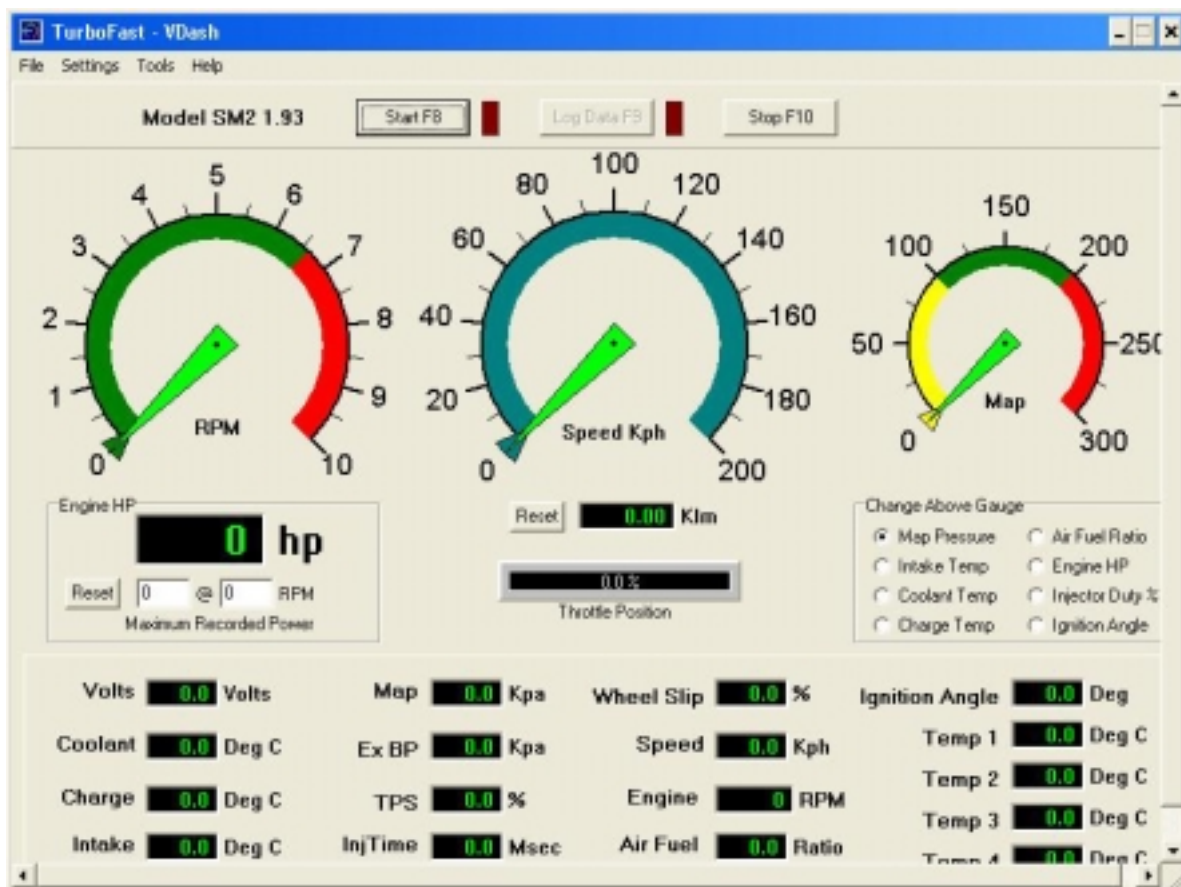 TurboFast - VDash
File Settings Tools Help
Model SM2 1.93 Start F8 Log Data F9 Stop F10
0 1 2 3 4 5 6 7 8 9 10
RPM
0 20 40 60 80 100 120 140 160 180 200
Speed Kph
0 50 100 150 200 250 300
Map
Engine HP
0 hp
Reset 0 @ 0 RPM
Maximum Recorded Power
Reset 0.00 Klm
0.0 %
Throttle Position
Change Above Gauge
Map Pressure Air Fuel Ratio
Intake Temp Engine HP
Coolant Temp Injector Duty %
Charge Temp Ignition Angle
Volts 0.0 Volts Map 0.0 Kpa Wheel Slip 0.0 % Ignition Angle 0.0 Deg
Coolant 0.0 Deg C Ex BP 0.0 Kpa Speed 0.0 Kph Temp 1 0.0 Deg C
Temp 2 0.0 Deg C
Charge 0.0 Deg C TPS 0.0 % Engine 0 RPM Temp 3 0.0 Deg C
Intake 0.0 Deg C InjTime 0.0 Msec Air Fuel 0.0 Ratio Temp 4 0.0 Deg C